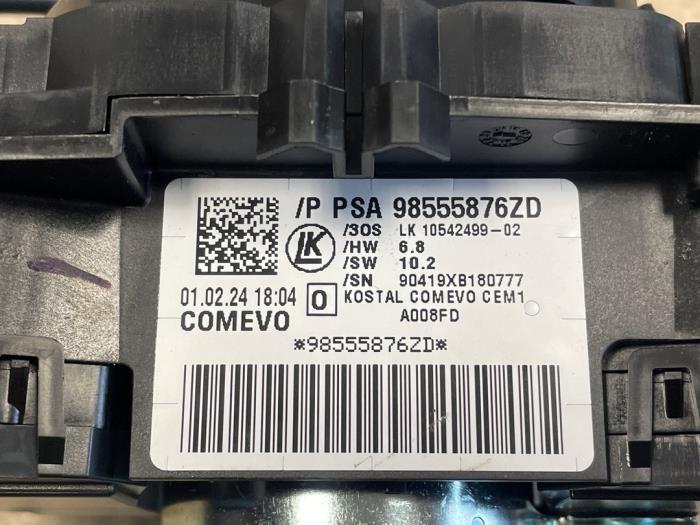 /P PSA 98555876ZD
LK
/3OS LK 10542499-02
/HW 6.8
/SW 10.2
/SN 90419XB180777
01.02.24 18:04 0 KOSTAL COMEVO CEM1
COMEVO A008FD
*98555876ZD*